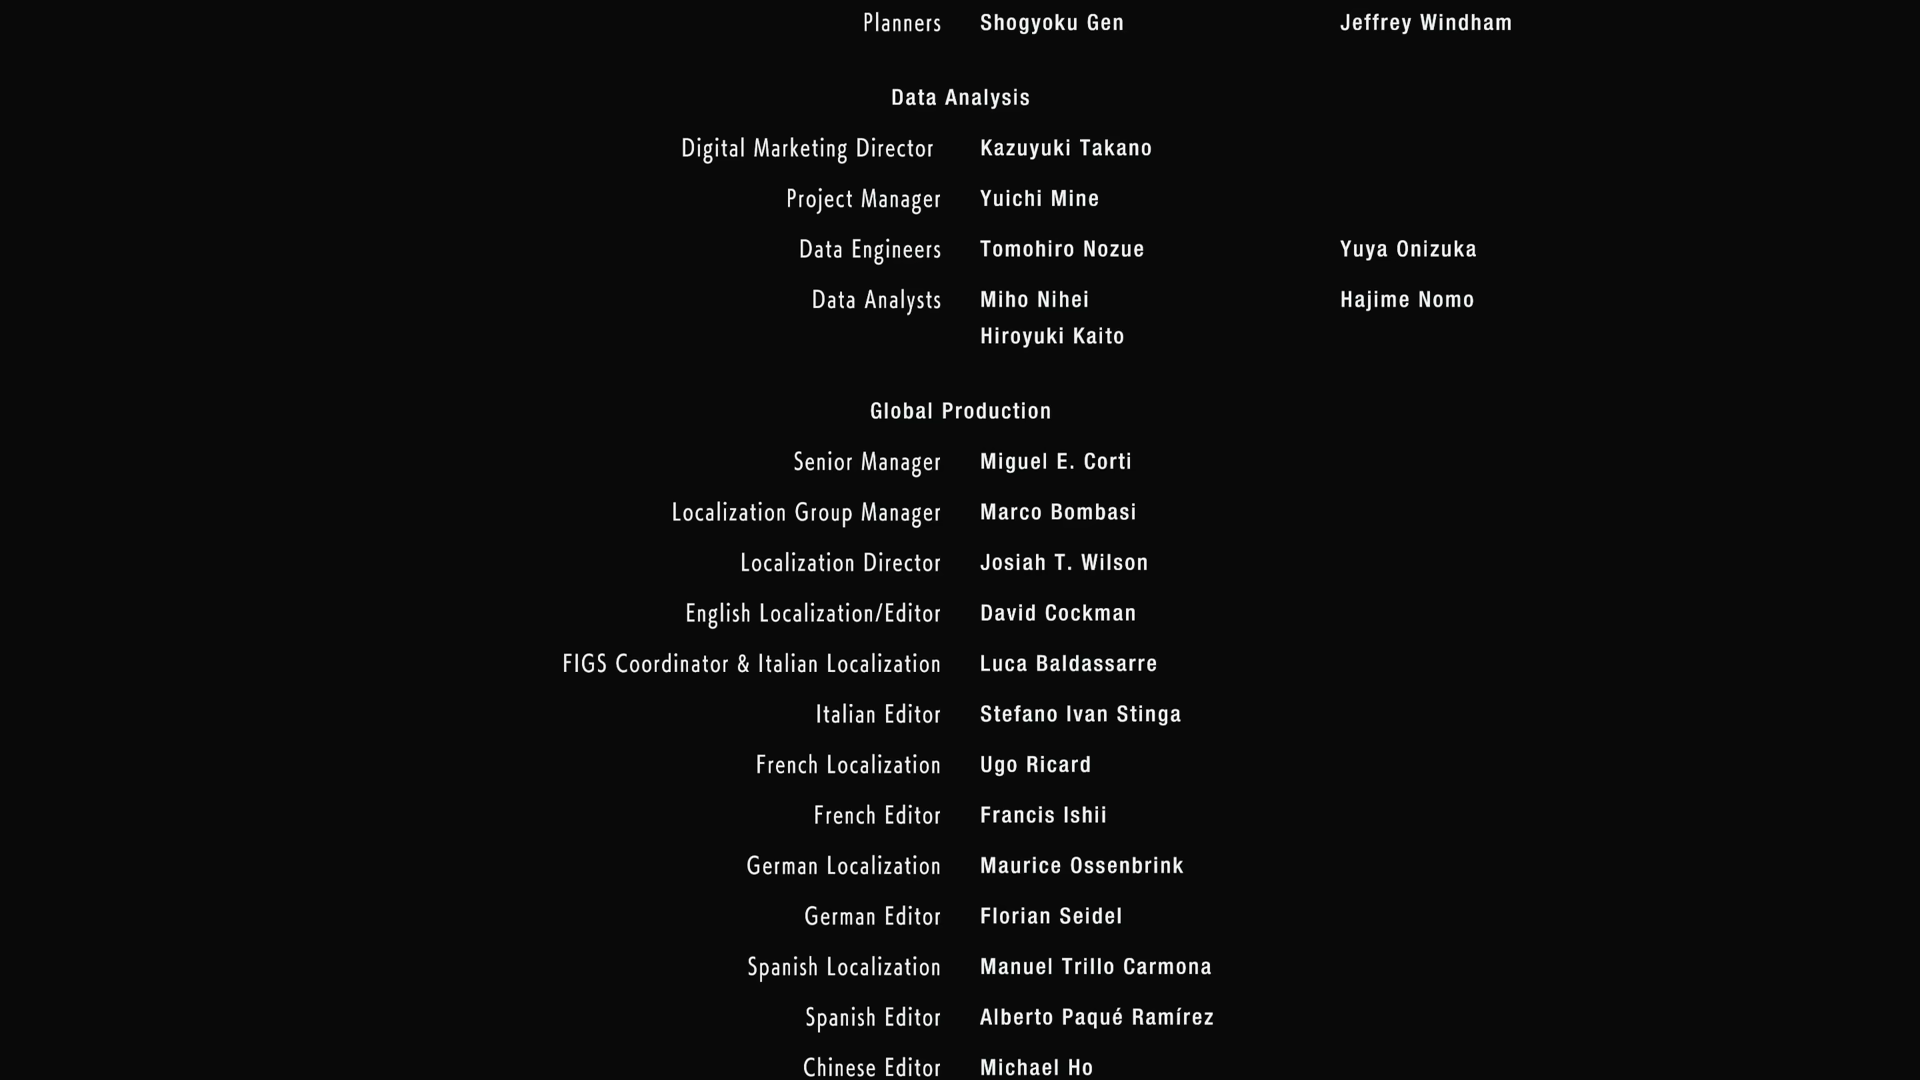 Planners Shogyoku Gen Jeffrey Windham
Data Analysis
Digital Marketing Director Kazuyuki Takano
Project Manager Yuichi Mine
Data Engineers Tomohiro Nozue Yuya Onizuka
Data Analysts Miho Nihei Hajime Nomo
Hiroyuki Kaito
Global Production
Senior Manager Miguel E. Corti
Localization Group Manager Marco Bombasi
Localization Director Josiah T. Wilson
English Localization/Editor David Cockman
FIGS Coordinator & Italian Localization Luca Baldassarre
Italian Editor Stefano Ivan Stinga
French Localization Ugo Ricard
French Editor Francis Ishii
German Localization Maurice Ossenbrink
German Editor Florian Seidel
Spanish Localization Manuel Trillo Carmona
Spanish Editor Alberto Paqué Ramírez
Chinese Editor Michael Ho